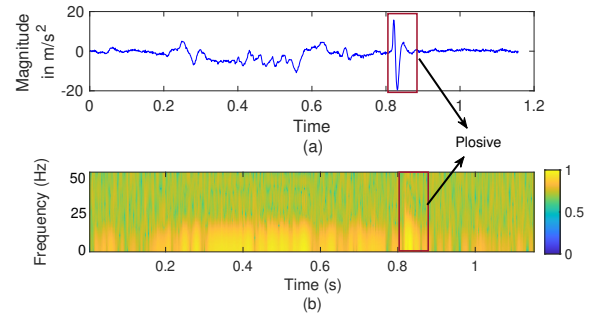 Magnitude
in m/s²
20
0
-20
0 0.2 0.4 0.6 0.8 1 1.2
Time
(a)
Plosive
Frequency (Hz)
50
25
0
0.2 0.4 0.6 0.8 1
Time (s)
(b)
1
0.5
0